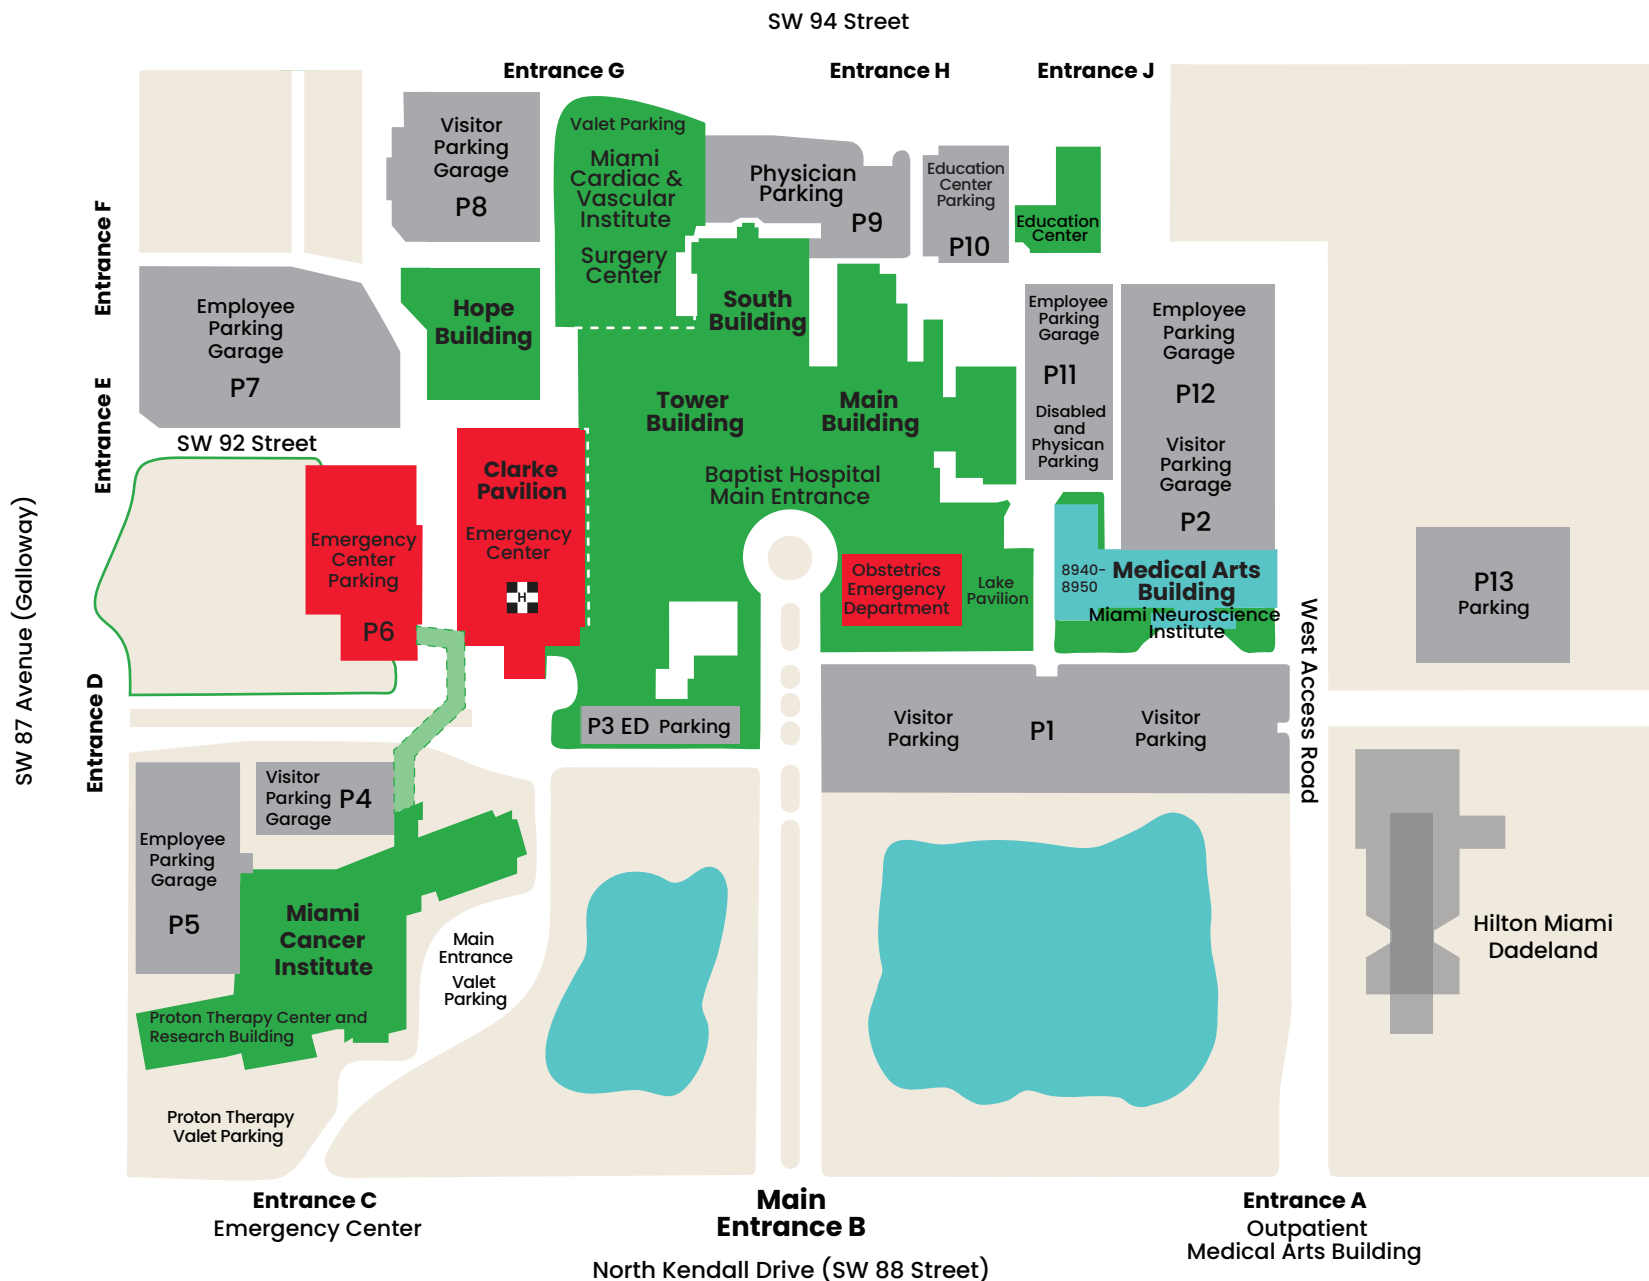 SW 94 Street
Entrance G
Entrance H
Entrance J
Visitor
Parking
Garage
P8
Valet Parking
Miami
Cardiac &
Vascular
Institute
Surgery
Center
Physician
Parking
P9
Education
Center
Parking
P10
Education
Center
Entrance F
Employee
Parking
Garage
P7
Hope
Building
South
Building
Employee
Parking
Garage
P11
Disabled
and
Physican
Parking
Employee
Parking
Garage
P12
Visitor
Parking
Garage
P2
Entrance E
SW 92 Street
Tower
Building
Main
Building
Baptist Hospital
Main Entrance
Clarke
Pavilion
Emergency
Center
H
Emergency
Center
Parking
P6
SW 87 Avenue (Galloway)
Obstetrics
Emergency
Department
Lake
Pavilion
8940-
8950
Medical Arts
Building
Miami Neuroscience
Institute
P13
Parking
West Access Road
Entrance D
P3 ED Parking
Visitor
Parking
P1
Visitor
Parking
Visitor
Parking
Garage
P4
Employee
Parking
Garage
P5
Miami
Cancer
Institute
Main
Entrance
Valet
Parking
Hilton Miami
Dadeland
Proton Therapy Center and
Research Building
Proton Therapy
Valet Parking
Entrance C
Emergency Center
Main
Entrance B
Entrance A
Outpatient
Medical Arts Building
North Kendall Drive (SW 88 Street)